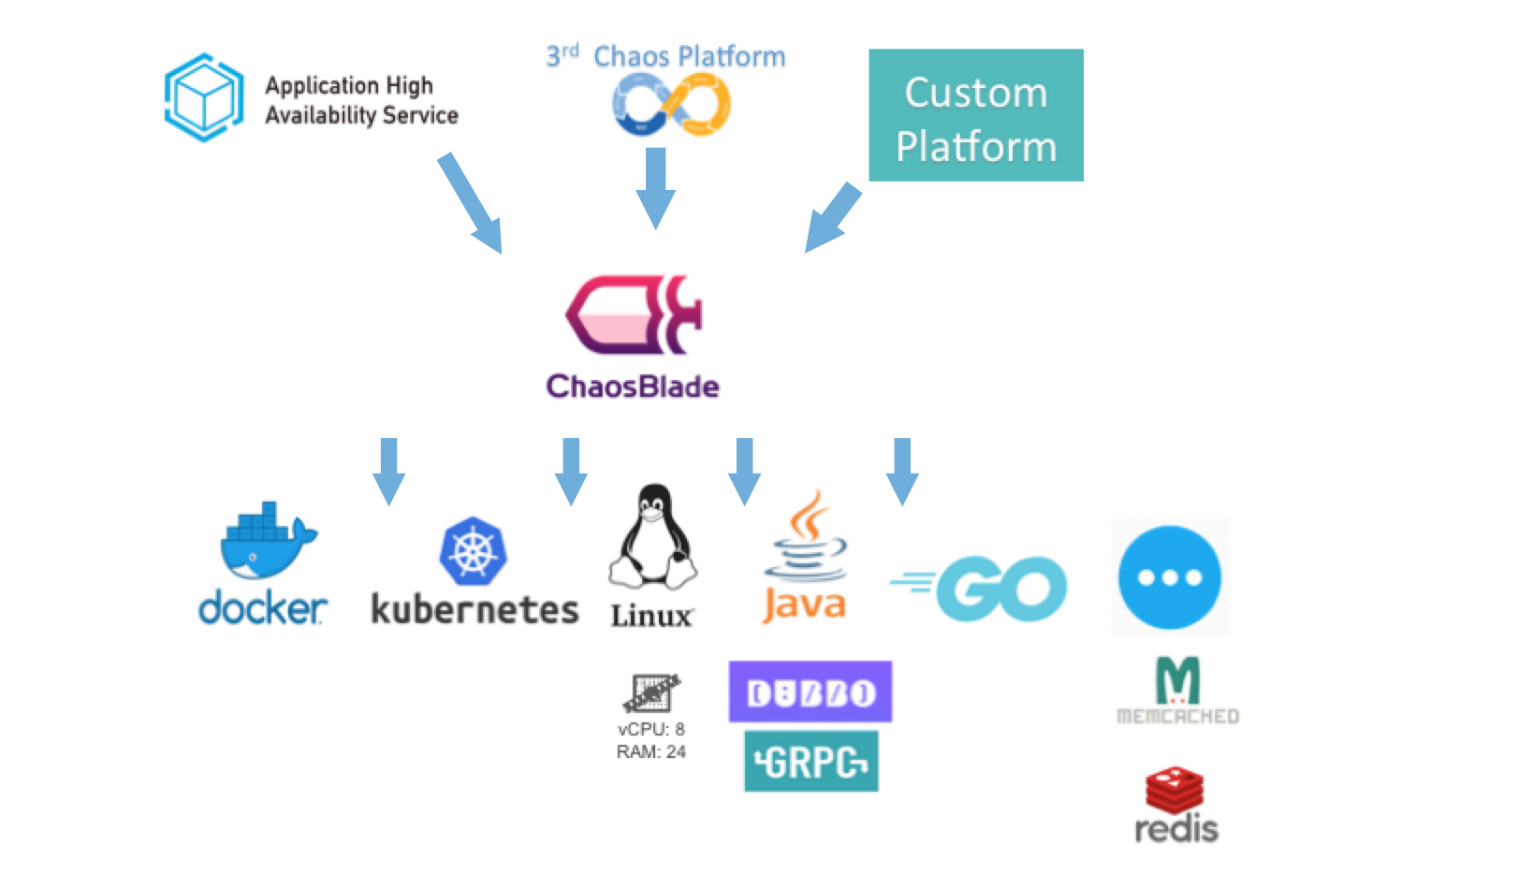 Application High
Availability Service
3rd Chaos Platform
Custom
Platform
ChaosBlade
docker
kubernetes
Linux
Java
GO
vCPU: 8
RAM: 24
DUBBO
GRPC
MEMCACHED
redis